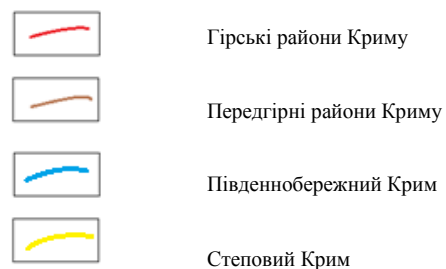 Гірські райони Криму
Передгірні райони Криму
Південнобережний Крим
Степовий Крим